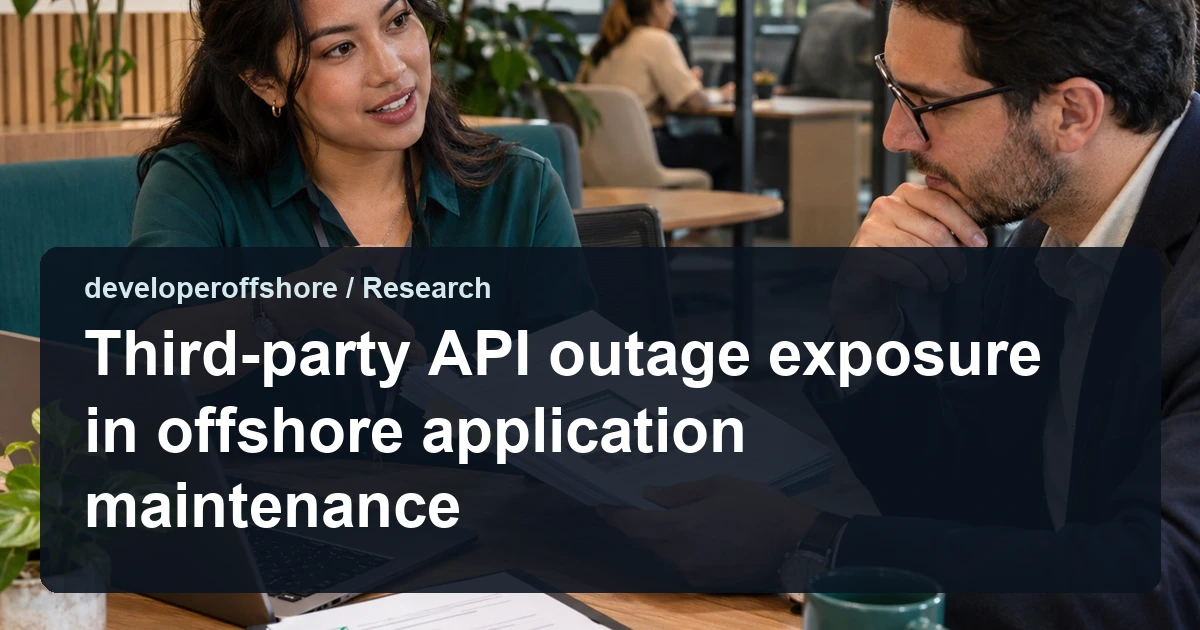 developeroffshore / Research
Third-party API outage exposure
in offshore application
maintenance